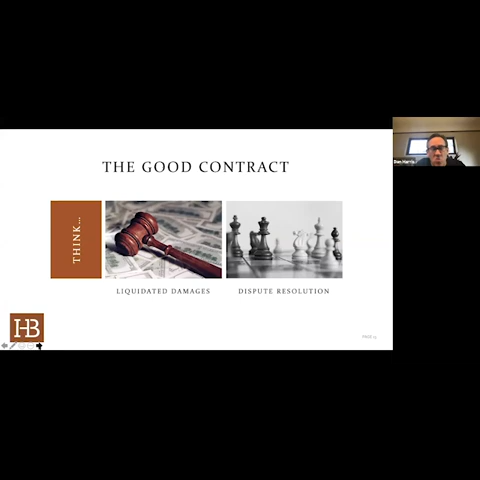 THE GOOD CONTRACT
THINK...
LIQUIDATED DAMAGES
DISPUTE RESOLUTION
HB
Ben Harris